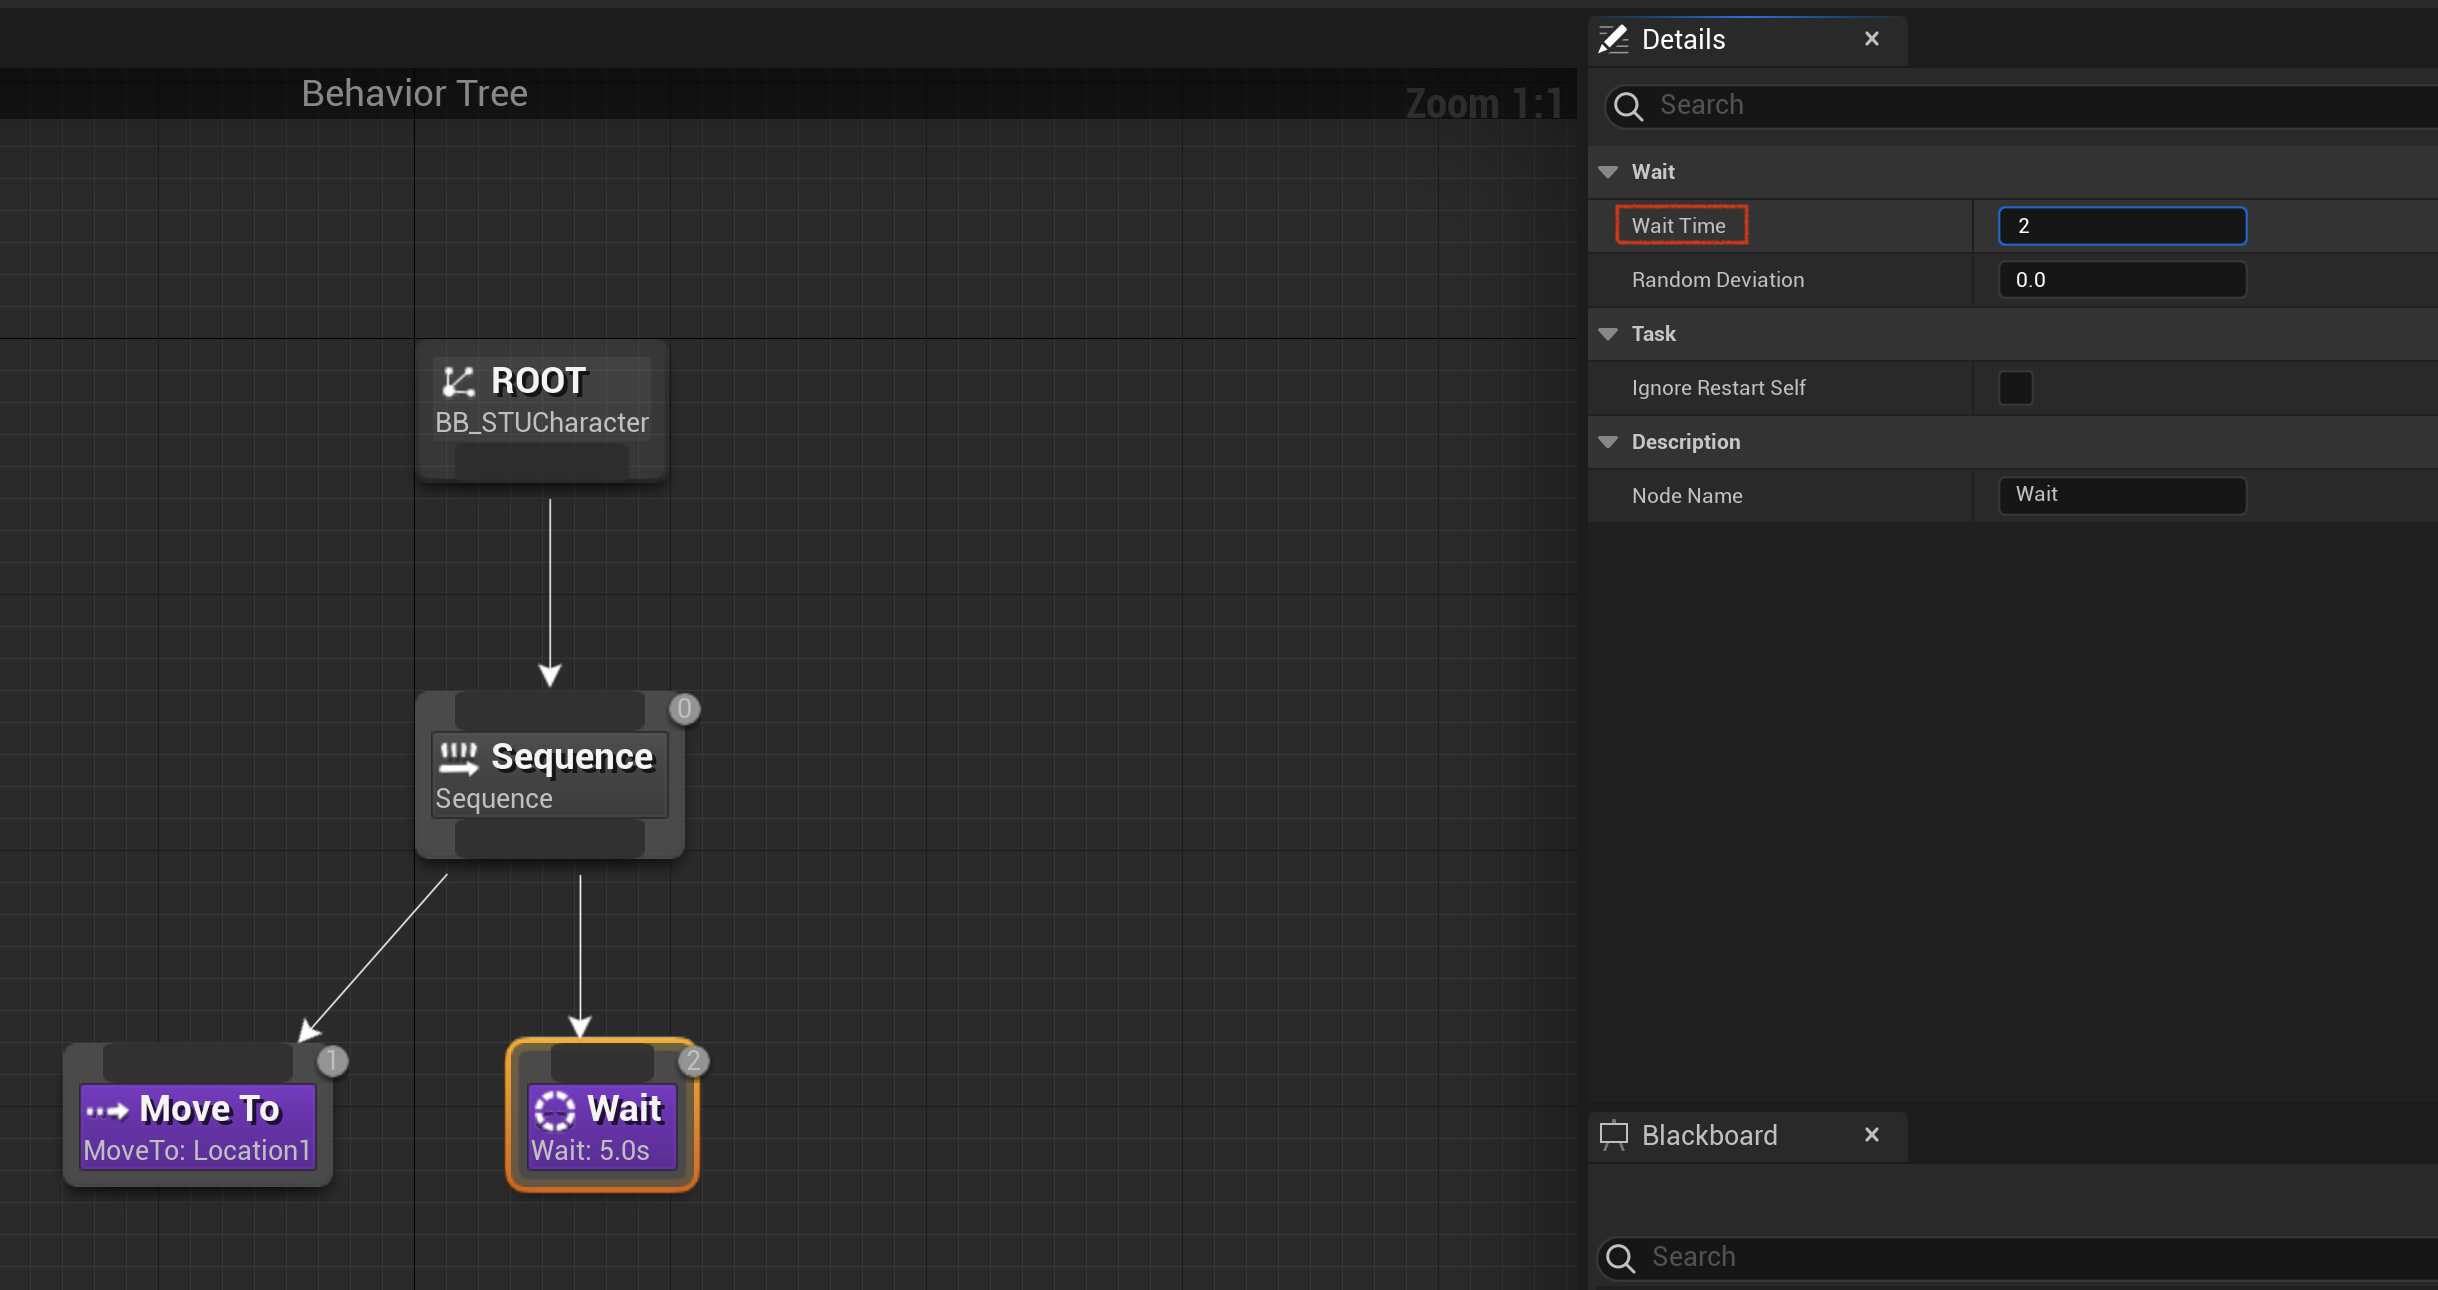 Behavior Tree
Zoom 1:1
ROOT
BB_STUCharacter
0
Sequence
Sequence
1
Move To
MoveTo: Location1
2
Wait
Wait: 5.0s
Details
Search
Wait
Wait Time 2
Random Deviation 0.0
Task
Ignore Restart Self
Description
Node Name Wait
Blackboard
Search